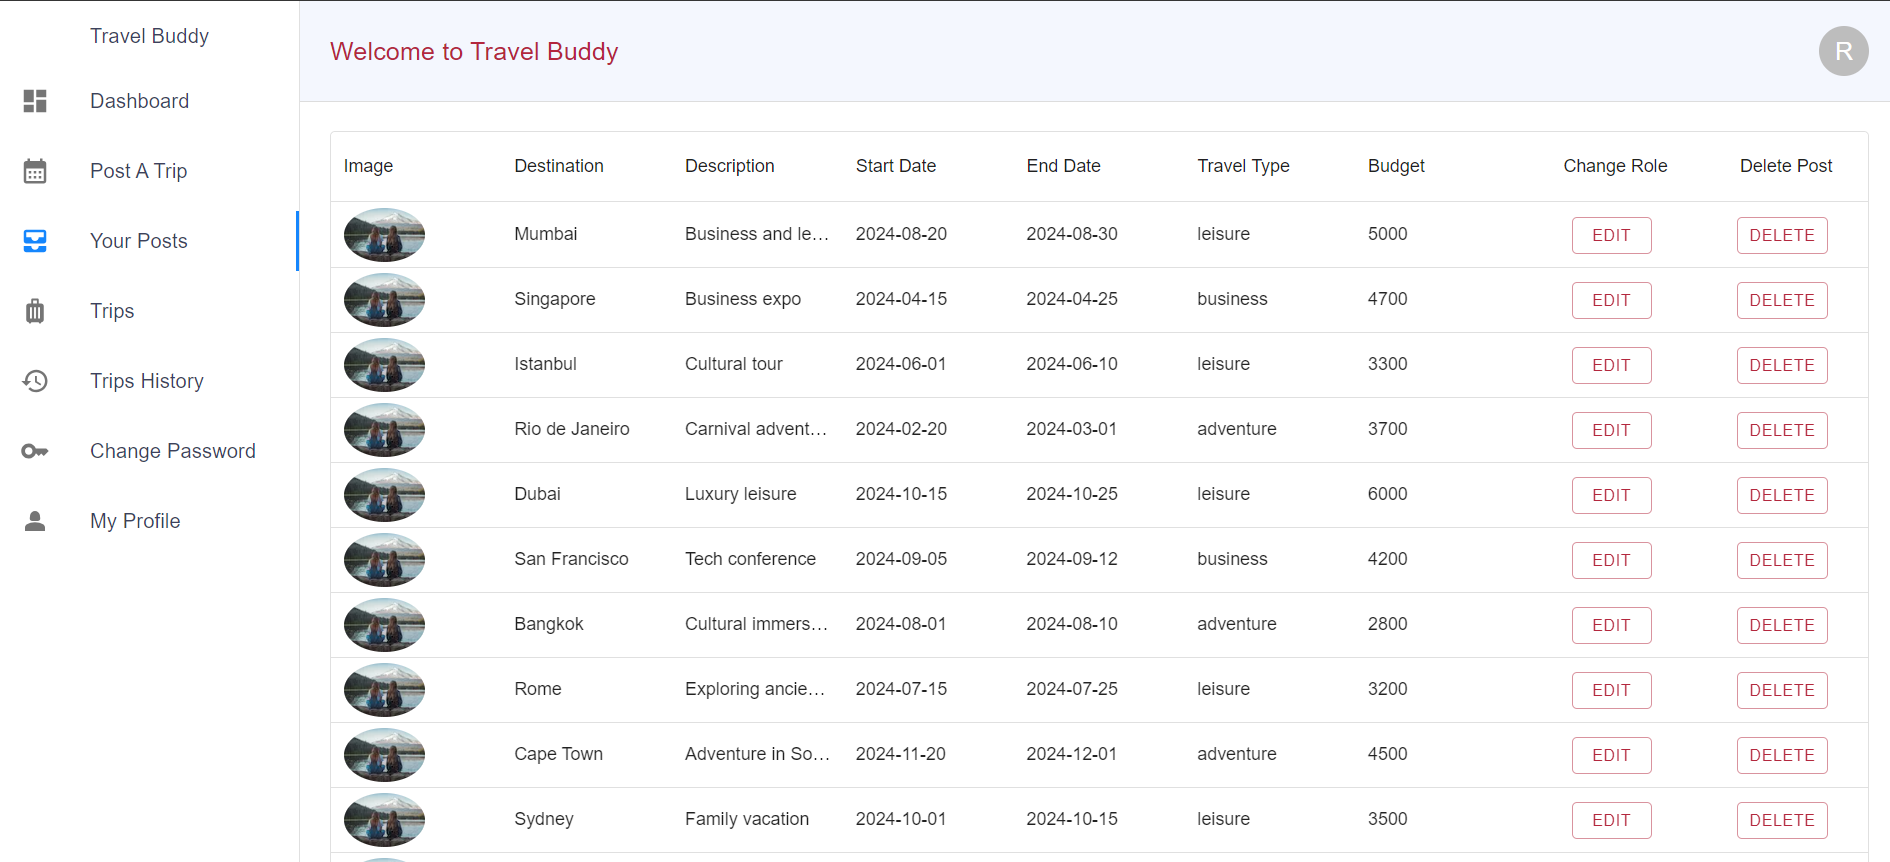 Travel Buddy
Dashboard
Post A Trip
Your Posts
Trips
Trips History
Change Password
My Profile
Welcome to Travel Buddy
R
Image Destination Description Start Date End Date Travel Type Budget Change Role Delete Post
Mumbai Business and le... 2024-08-20 2024-08-30 leisure 5000 EDIT DELETE
Singapore Business expo 2024-04-15 2024-04-25 business 4700 EDIT DELETE
Istanbul Cultural tour 2024-06-01 2024-06-10 leisure 3300 EDIT DELETE
Rio de Janeiro Carnival advent... 2024-02-20 2024-03-01 adventure 3700 EDIT DELETE
Dubai Luxury leisure 2024-10-15 2024-10-25 leisure 6000 EDIT DELETE
San Francisco Tech conference 2024-09-05 2024-09-12 business 4200 EDIT DELETE
Bangkok Cultural immers... 2024-08-01 2024-08-10 adventure 2800 EDIT DELETE
Rome Exploring ancie... 2024-07-15 2024-07-25 leisure 3200 EDIT DELETE
Cape Town Adventure in So... 2024-11-20 2024-12-01 adventure 4500 EDIT DELETE
Sydney Family vacation 2024-10-01 2024-10-15 leisure 3500 EDIT DELETE